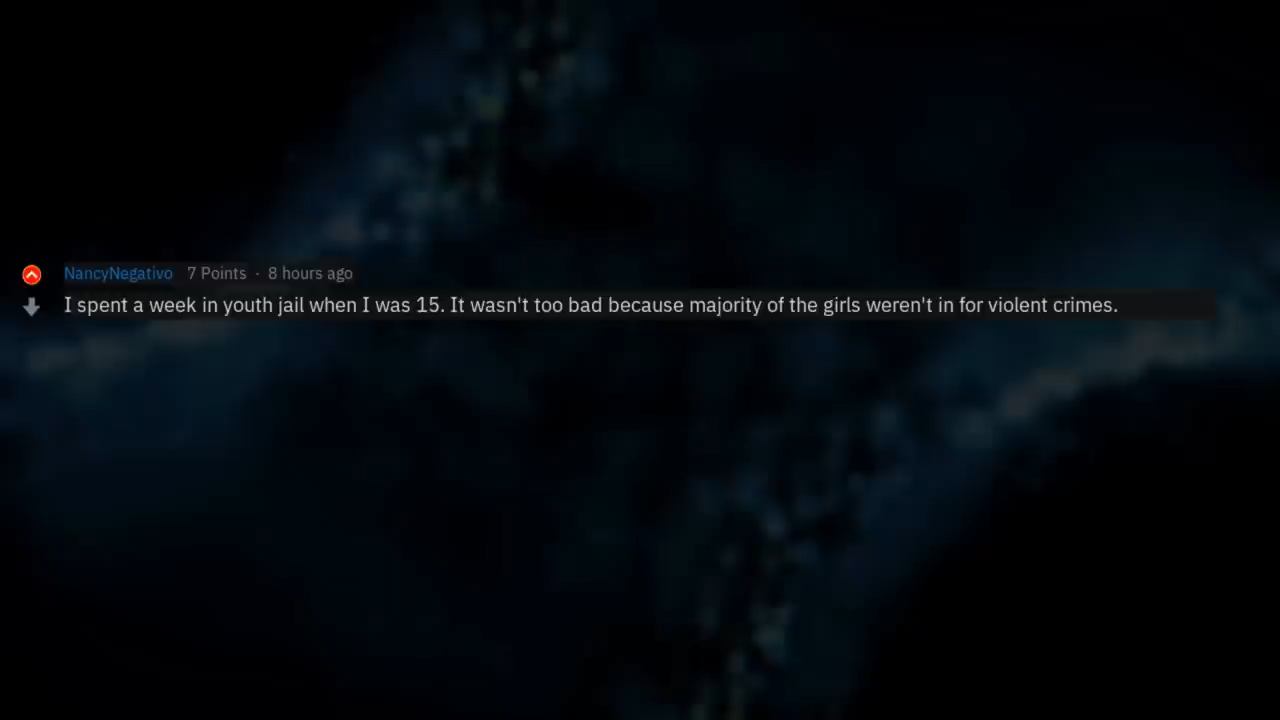 NancyNegativo 7 Points · 8 hours ago
I spent a week in youth jail when I was 15. It wasn't too bad because majority of the girls weren't in for violent crimes.